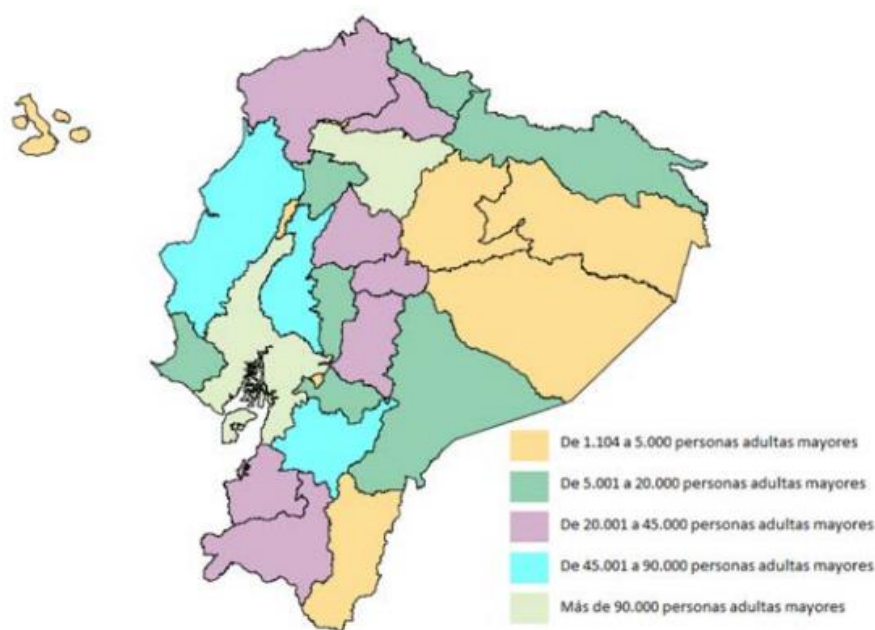 De 1.104 a 5.000 personas adultas mayores
De 5.001 a 20.000 personas adultas mayores
De 20.001 a 45.000 personas adultas mayores
De 45.001 a 90.000 personas adultas mayores
Más de 90.000 personas adultas mayores